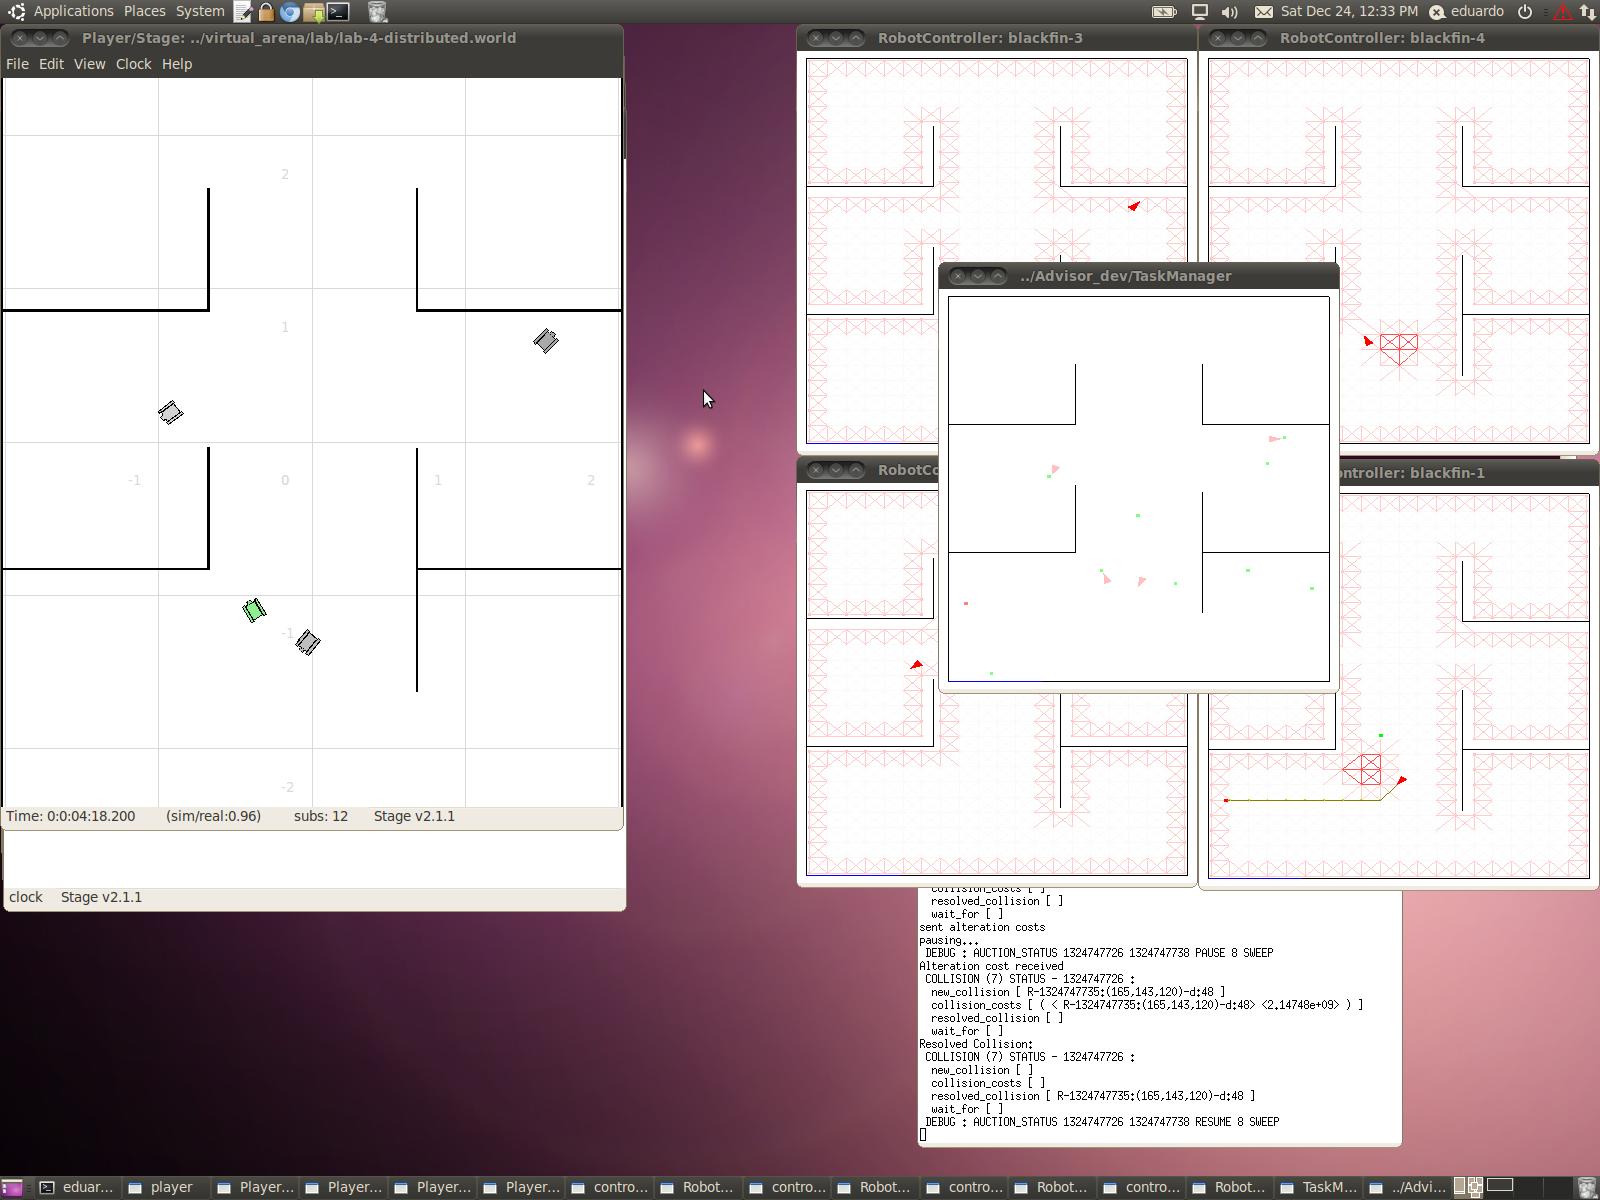 Applications Places System
Sat Dec 24, 12:33 PM eduardo
Player/Stage: ../virtual_arena/lab/lab-4-distributed.world
File Edit View Clock Help
2
1
-1 0 1 2
-1
-2
Time: 0:0:04:18.200 (sim/real:0.96) subs: 12 Stage v2.1.1
clock Stage v2.1.1
RobotController: blackfin-3
RobotController: blackfin-4
../Advisor_dev/TaskManager
RobotCo
ontroller: blackfin-1
collision_costs [ ]
resolved_collision [ ]
wait_for [ ]
sent alteration costs
pausing...
DEBUG : AUCTION_STATUS 1324747726 1324747738 PAUSE 8 SWEEP
Alteration cost received
COLLISION (7) STATUS - 1324747726 :
new_collision [ R-1324747735:(165,143,120)-d:48 ]
collision_costs [ ( < R-1324747735:(165,143,120)-d:48> <2.14748e+09> ) ]
resolved_collision [ ]
wait_for [ ]
Resolved Collision:
COLLISION (7) STATUS - 1324747726 :
new_collision [ ]
collision_costs [ ]
resolved_collision [ R-1324747735:(165,143,120)-d:48 ]
wait_for [ ]
DEBUG : AUCTION_STATUS 1324747726 1324747738 RESUME 8 SWEEP
eduar... player Player... Player... Player... Player... contro... Robot... contro... Robot... contro... Robot... contro... Robot... TaskM... ../Advi...